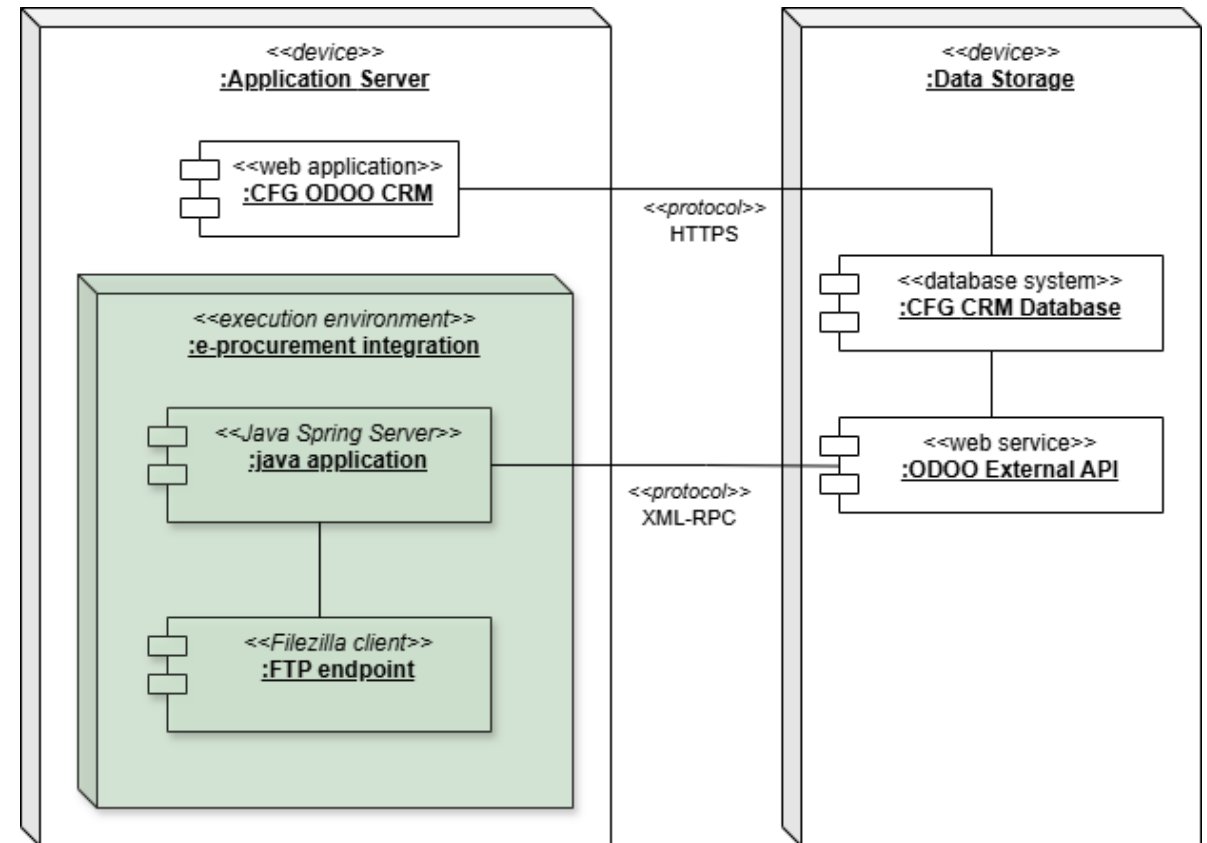 <<device>>
:Application Server
<<web application>>
:CFG ODOO CRM
<<execution environment>>
:e-procurement integration
<<Java Spring Server>>
:java application
<<Filezilla client>>
:FTP endpoint
<<protocol>>
HTTPS
<<protocol>>
XML-RPC
<<device>>
:Data Storage
<<database system>>
:CFG CRM Database
<<web service>>
:ODOO External API